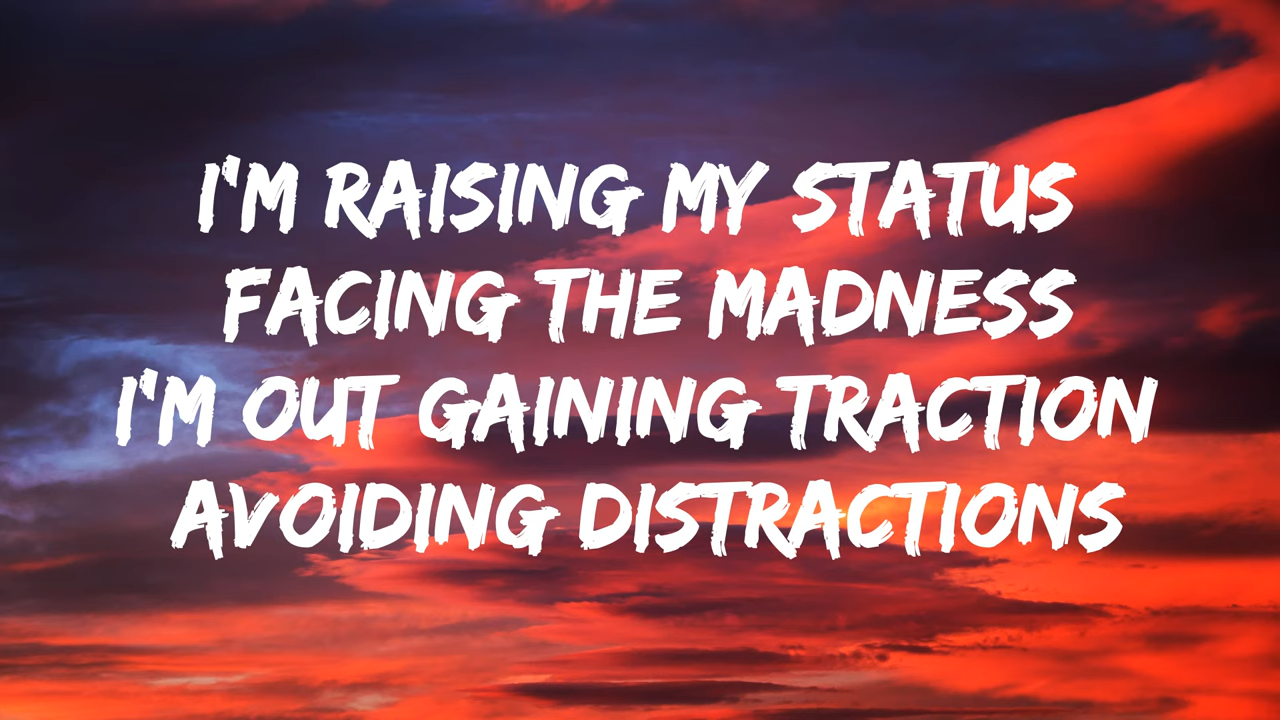 I'M RAISING MY STATUS
FACING THE MADNESS
I'M OUT GAINING TRACTION
AVOIDING DISTRACTIONS